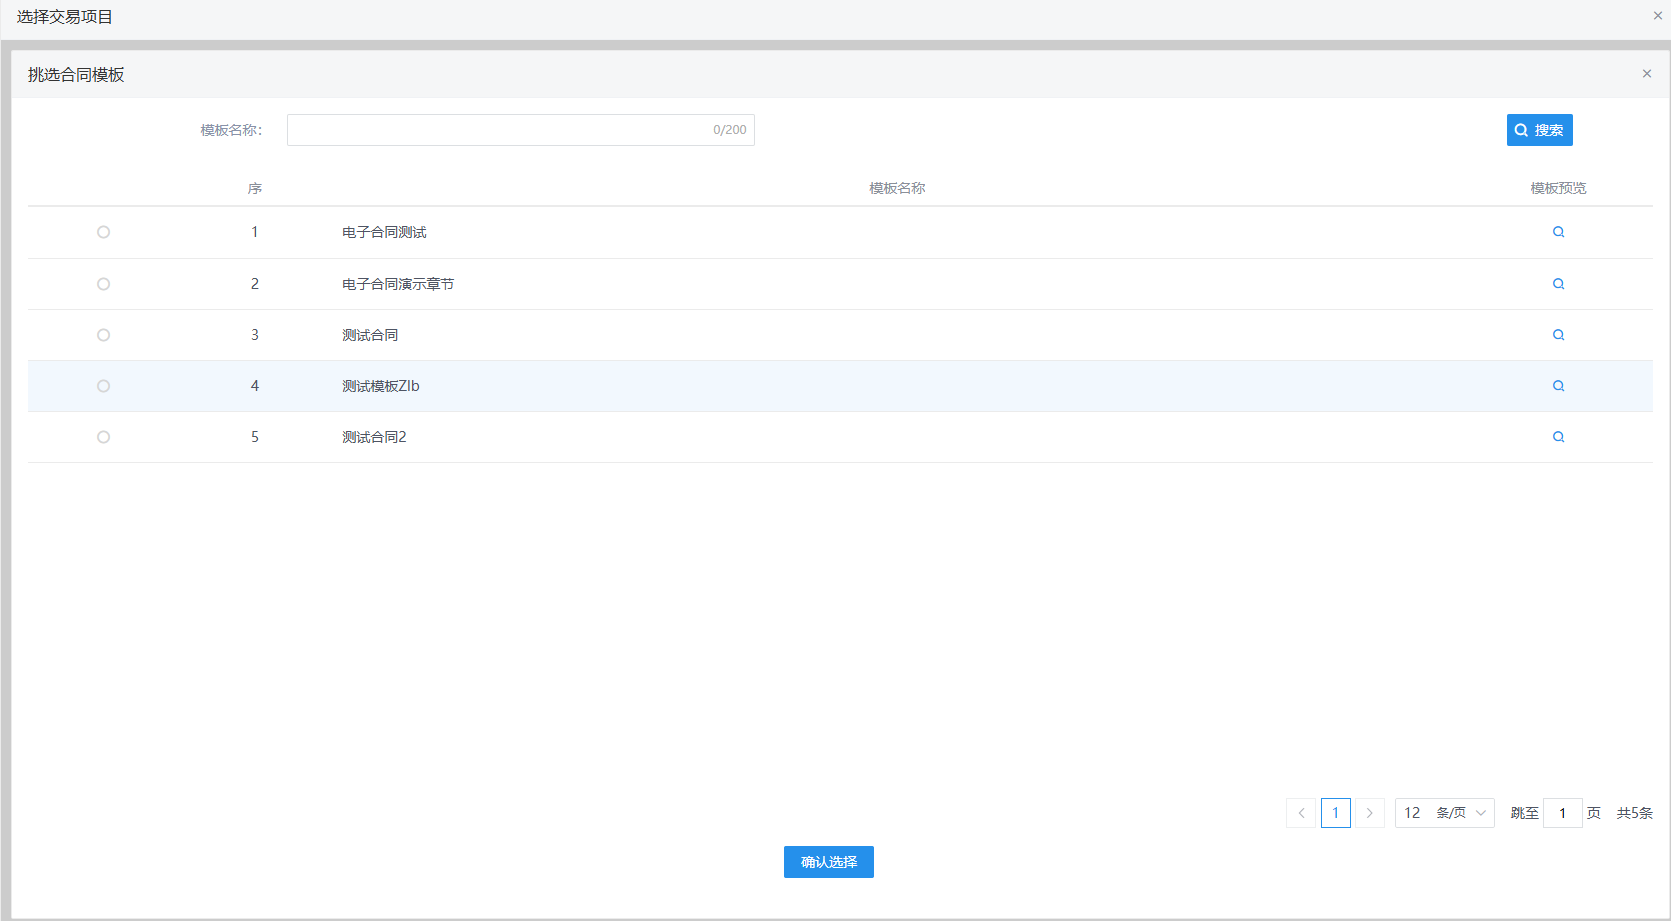 选择交易项目
挑选合同模板
模板名称: 0/200 搜索
序 模板名称 模板预览
1 电子合同测试
2 电子合同演示章节
3 测试合同
4 测试模板Zlb
5 测试合同2
1 12 条/页 跳至 1 页 共5条
确认选择